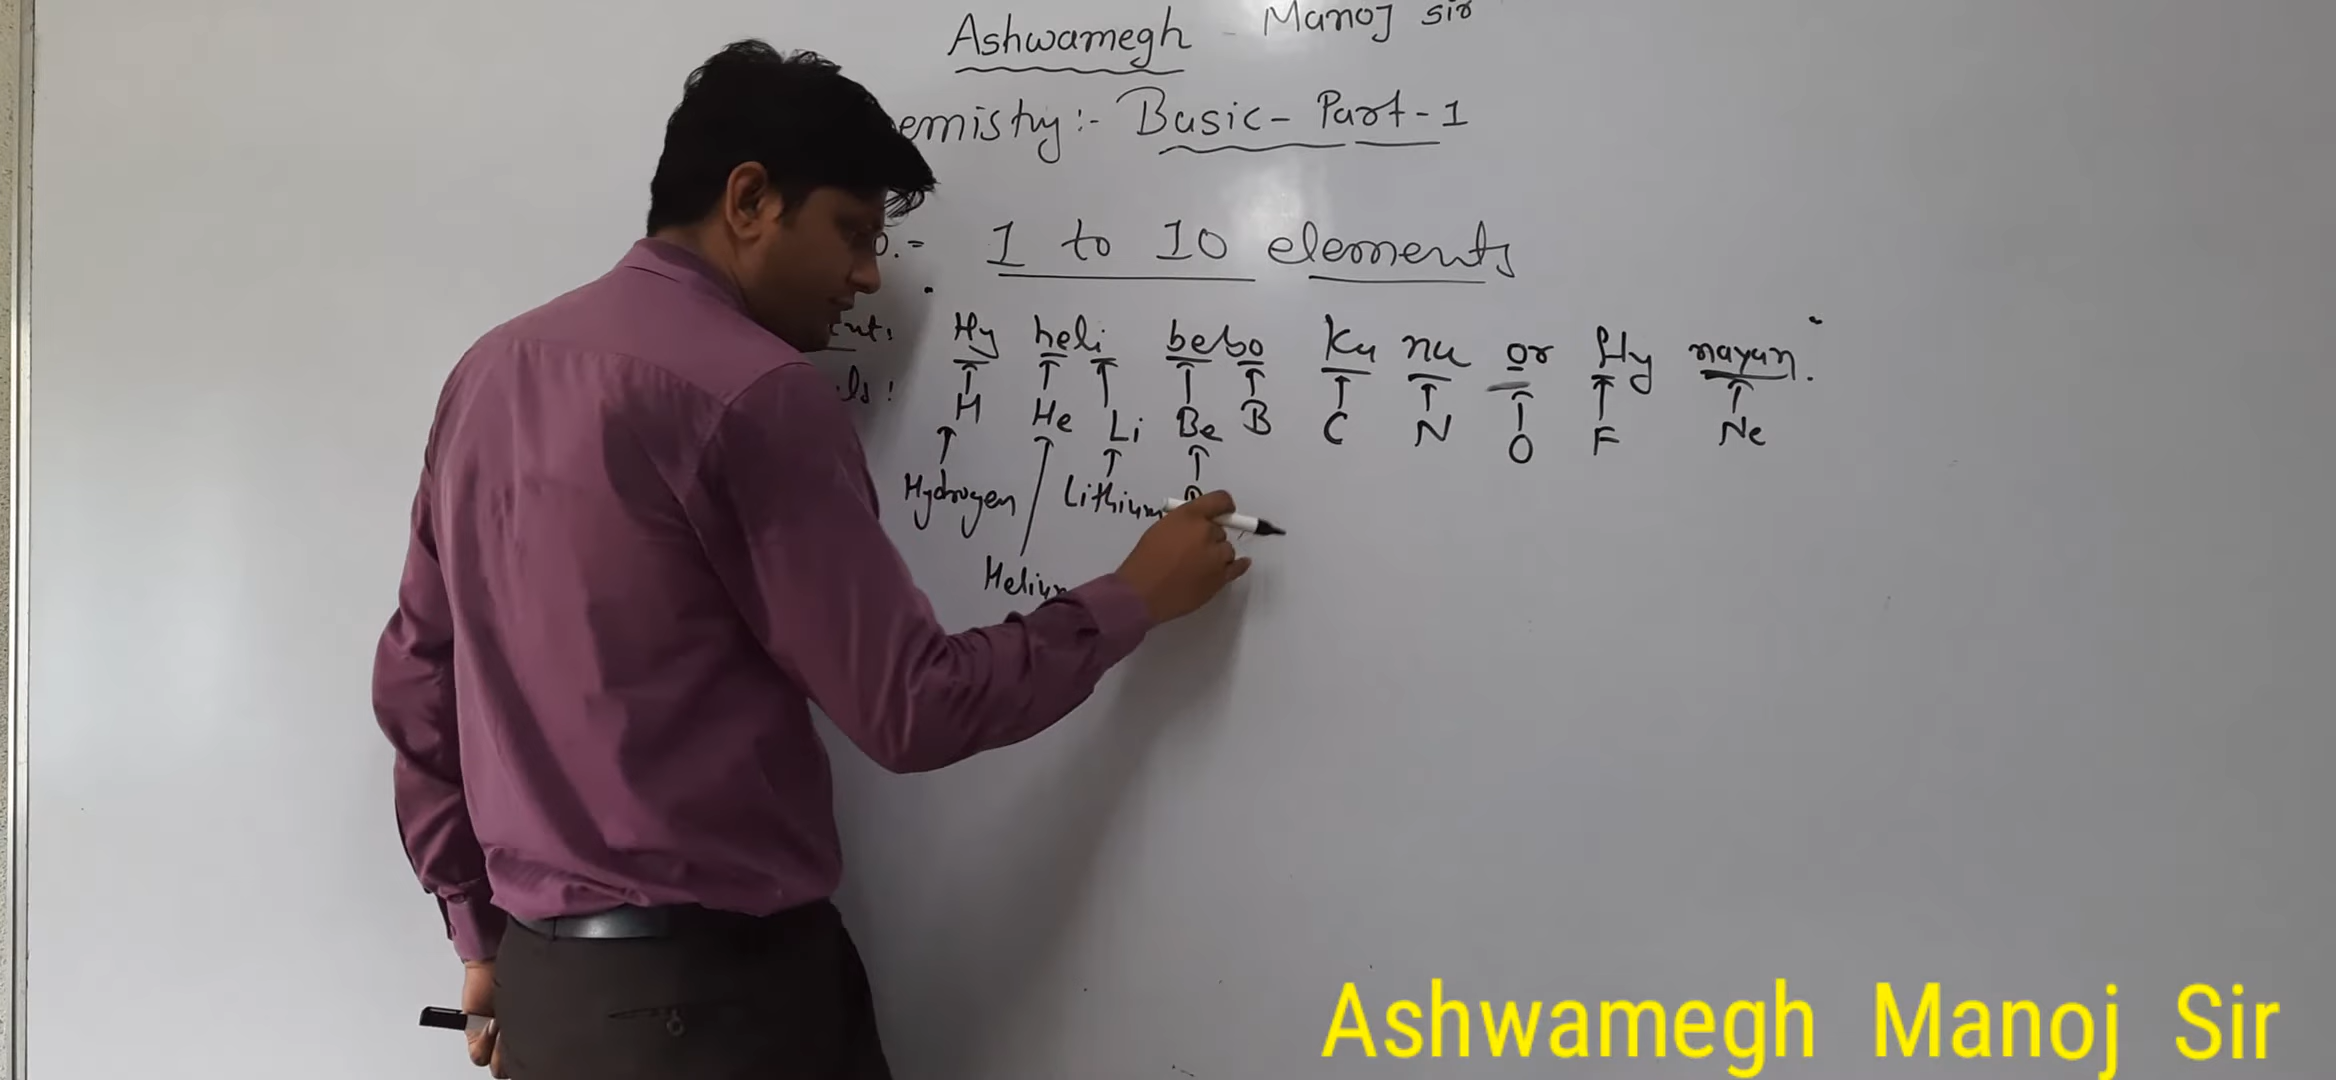 Ashwamegh - Manoj sir
emistry:- Basic- Part-1
o.= 1 to 10 elements
Hy heli bebo Ku nu or Fly nayan.
ls: H He Li Be B C N O F Ne
Hydrogen Lithium
Helium
Ashwamegh Manoj Sir